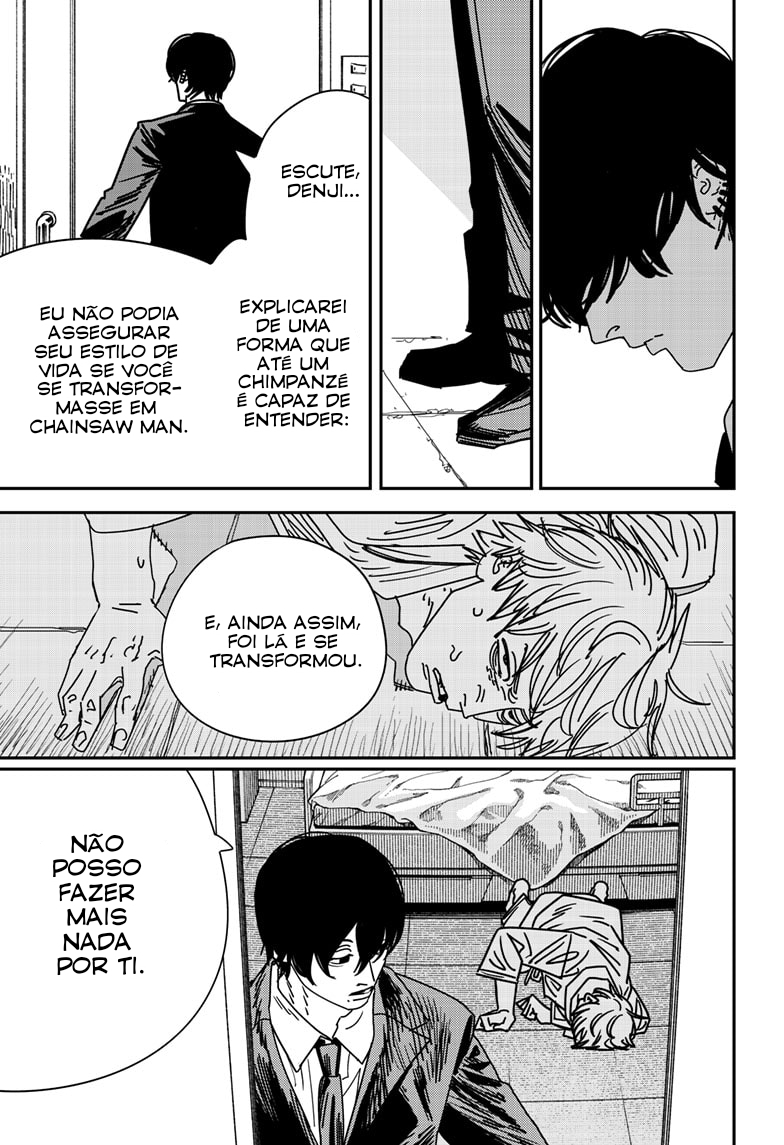 ESCUTE,
DENJI...
EXPLICAREI
DE UMA
FORMA QUE
ATÉ UM
CHIMPANZÉ
É CAPAZ DE
ENTENDER:
EU NÃO PODIA
ASSEGURAR
SEU ESTILO DE
VIDA SE VOCÊ
SE TRANSFOR-
MASSE EM
CHAINSAW MAN.
E, AINDA ASSIM,
FOI LÁ E SE
TRANSFORMOU.
NÃO
POSSO
FAZER
MAIS
NADA
POR TI.